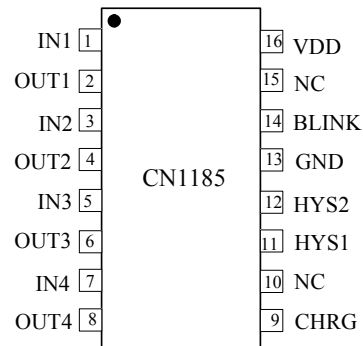 IN1 1 16 VDD
OUT1 2 15 NC
IN2 3 14 BLINK
OUT2 4 13 GND
CN1185
IN3 5 12 HYS2
OUT3 6 11 HYS1
IN4 7 10 NC
OUT4 8 9 CHRG